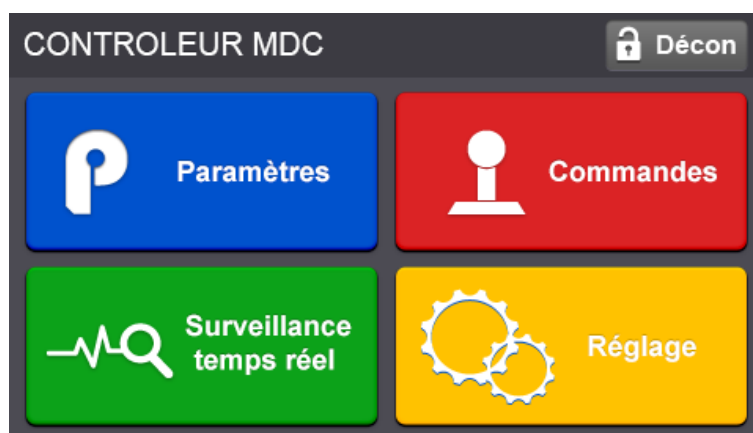 CONTROLEUR MDC
Décon
Paramètres
Commandes
Surveillance
temps réel
Réglage